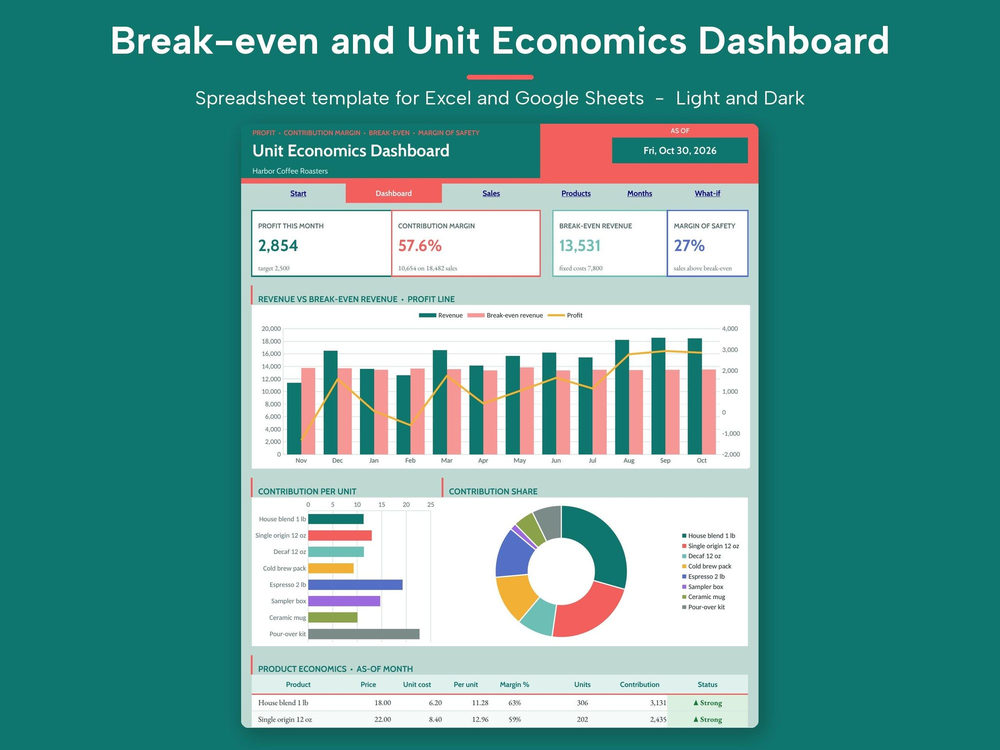 Break-even and Unit Economics Dashboard
Spreadsheet template for Excel and Google Sheets - Light and Dark
PROFIT • CONTRIBUTION MARGIN • BREAK-EVEN • MARGIN OF SAFETY
AS OF
Unit Economics Dashboard
Fri, Oct 30, 2026
Harbor Coffee Roasters
Start Dashboard Sales Products Months What-if
PROFIT THIS MONTH CONTRIBUTION MARGIN BREAK-EVEN REVENUE MARGIN OF SAFETY
2,854 57.6% 13,531 27%
target 2,500 10,654 on 18,482 sales fixed costs 7,800 sales above break-even
REVENUE VS BREAK-EVEN REVENUE • PROFIT LINE
Revenue Break-even revenue Profit
20,000 4,000
18,000
16,000 3,000
14,000 2,000
12,000
10,000 1,000
8,000 0
6,000
4,000 -1,000
2,000
0 -2,000
Nov Dec Jan Feb Mar Apr May Jun Jul Aug Sep Oct
CONTRIBUTION PER UNIT CONTRIBUTION SHARE
0 5 10 15 20 25
House blend 1 lb
Single origin 12 oz
Decaf 12 oz
Cold brew pack
Espresso 2 lb
Sampler box
Ceramic mug
Pour-over kit
House blend 1 lb
Single origin 12 oz
Decaf 12 oz
Cold brew pack
Espresso 2 lb
Sampler box
Ceramic mug
Pour-over kit
PRODUCT ECONOMICS • AS-OF MONTH
Product Price Unit cost Per unit Margin % Units Contribution Status
House blend 1 lb 18.00 6.20 11.28 63% 306 3,131 ▲ Strong
Single origin 12 oz 22.00 8.40 12.96 59% 202 2,435 ▲ Strong